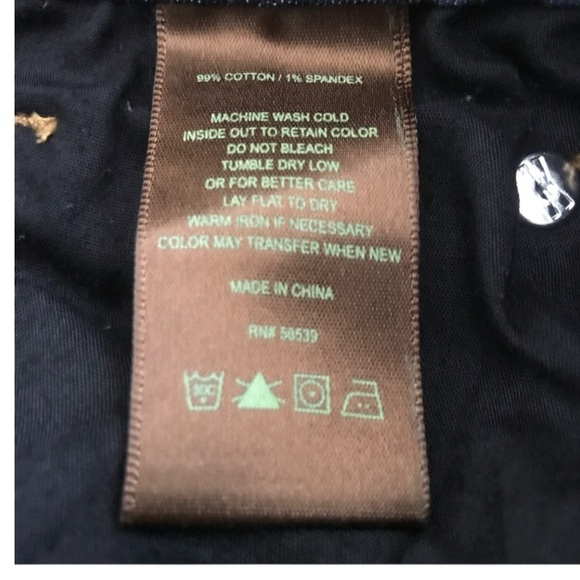 99% COTTON / 1% SPANDEX
MACHINE WASH COLD
INSIDE OUT TO RETAIN COLOR
DO NOT BLEACH
TUMBLE DRY LOW
OR FOR BETTER CARE
LAY FLAT TO DRY
WARM IRON IF NECESSARY
COLOR MAY TRANSFER WHEN NEW
MADE IN CHINA
RN# 56539
30C